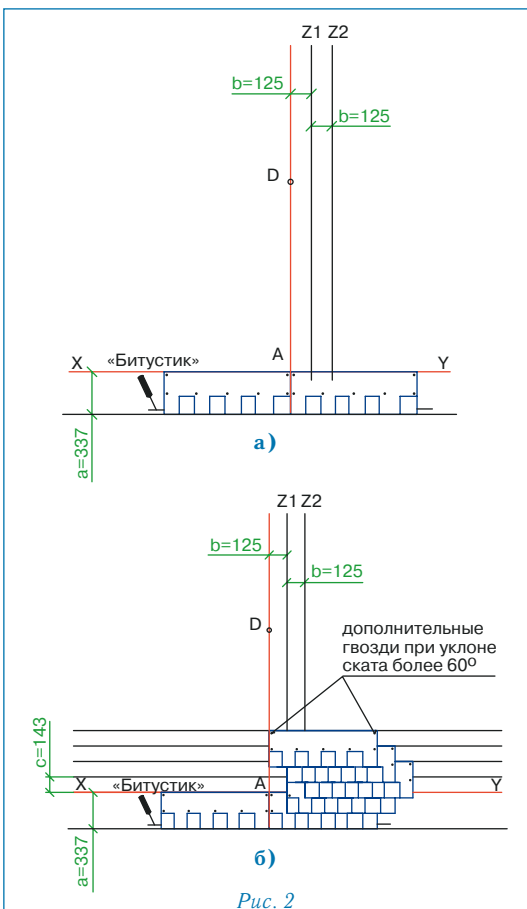 Z1 Z2
b=125
b=125
D
X «Битустик» A Y
a=337
а)
Z1 Z2
b=125
b=125
D
дополнительные
гвозди при уклоне
ската более 60º
c=143
X «Битустик» A Y
a=337
б)
Рис. 2